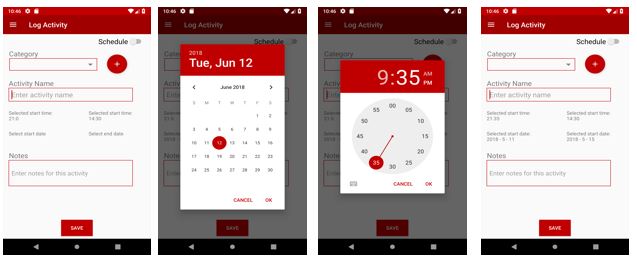 10:46
Log Activity
Schedule
Category
+
Activity Name
Enter activity name
Selected start time: Selected start time:
21:0 14:30
Select start date Select end date
Notes
Enter notes for this activity
SAVE
10:46
Schedule
2018
Tue, Jun 12
June 2018
S M T W T F S
1 2
3 4 5 6 7 8 9
10 11 12 13 14 15 16
17 18 19 20 21 22 23
24 25 26 27 28 29 30
CANCEL OK
SAVE
10:46
Log Activity
Schedule
Category
9:35 AM
PM
00
55 05
50 10
45 15
40 20
35 25
30
CANCEL OK
Enter notes for this activity
SAVE
10:46
Log Activity
Schedule
Category
+
Activity Name
Enter activity name
Selected start time: Selected start time:
21:35 14:30
Selected start date: Selected start date:
2018 - 5 - 11 2018 - 5 - 15
Notes
Enter notes for this activity
SAVE